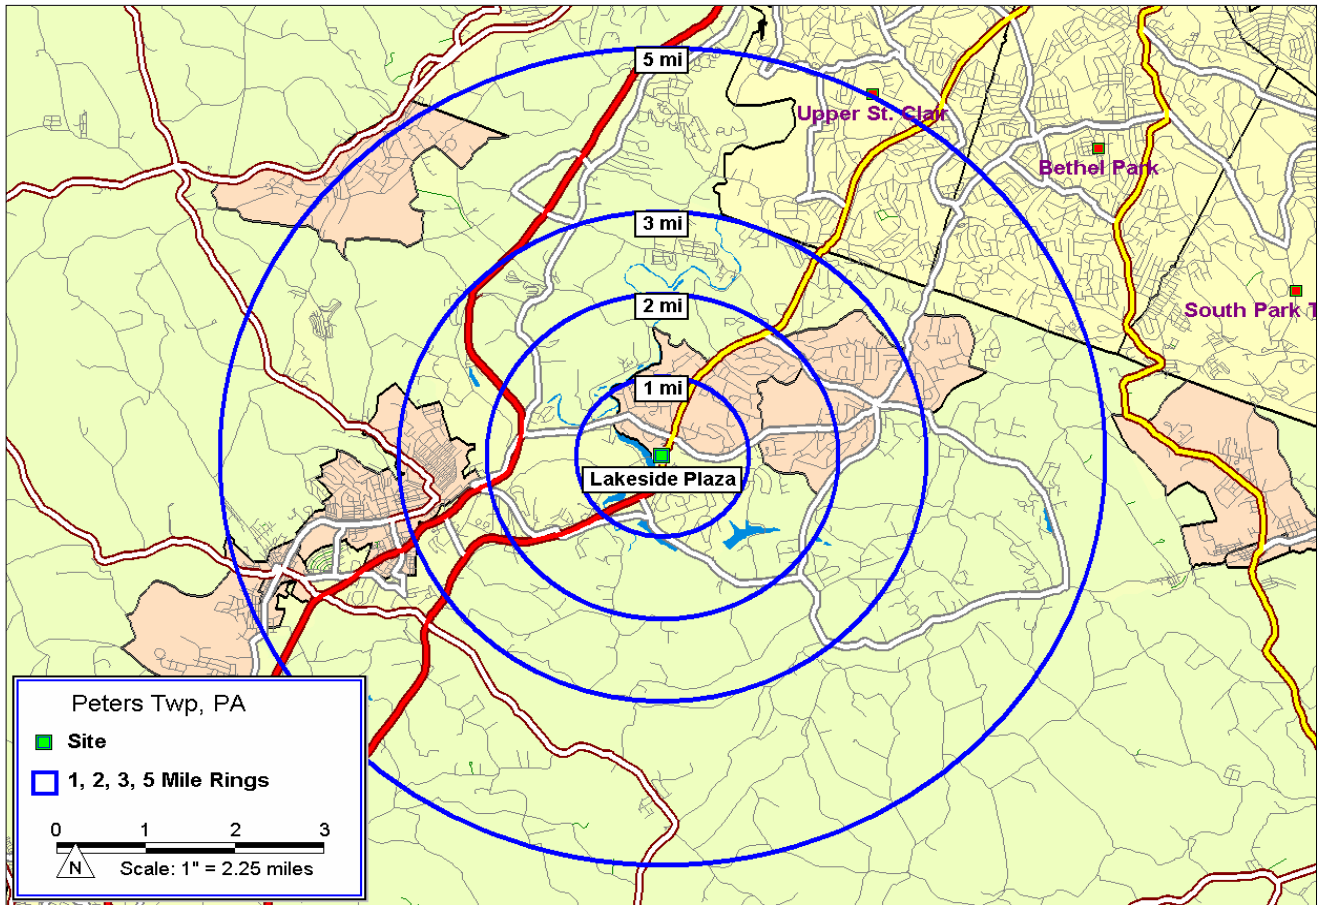 5 mi
Upper St. Clair
Bethel Park
3 mi
2 mi
South Park T
1 mi
Lakeside Plaza
Peters Twp, PA
Site
1, 2, 3, 5 Mile Rings
0 1 2 3
N
Scale: 1" = 2.25 miles